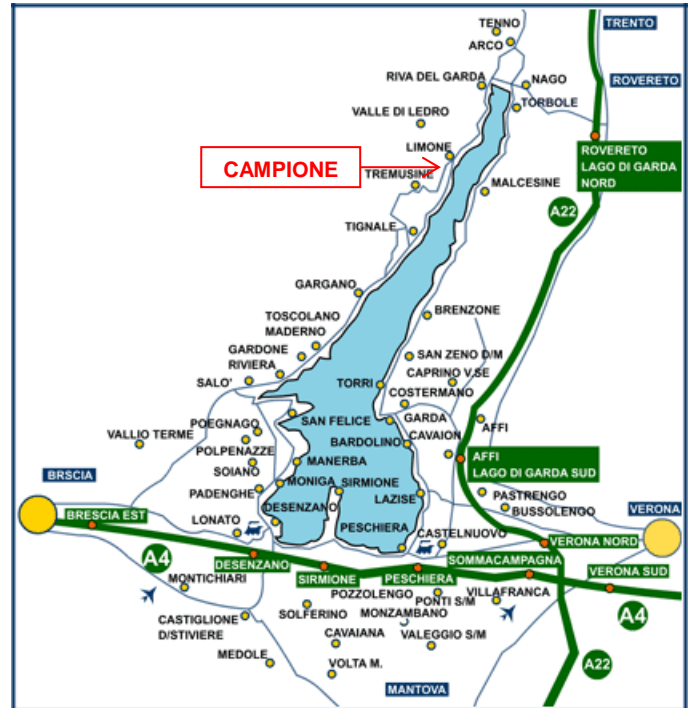 TENNO
TRENTO
ARCO
RIVA DEL GARDA
NAGO
ROVERETO
TORBOLE
VALLE DI LEDRO
LIMONE
ROVERETO
LAGO DI GARDA
NORD
CAMPIONE
TREMUSINE
MALCESINE
A22
TIGNALE
GARGANO
TOSCOLANO
MADERNO
BRENZONE
GARDONE
RIVIERA
SAN ZENO D/M
CAPRINO V.SE
SALO'
TORRI
COSTERMANO
SAN FELICE
GARDA
AFFI
POEGNAGO
VALLIO TERME
BARDOLINO
CAVAION
POLPENAZZE
AFFI
LAGO DI GARDA SUD
SOIANO
MANERBA
BRSCIA
MONIGA
SIRMIONE
PADENGHE
LAZISE
PASTRENGO
VERONA
DESENZANO
BUSSOLENGO
BRESCIA EST
LONATO
PESCHIERA
CASTELNUOVO
VERONA NORD
A4
DESENZANO
SOMMACAMPAGNA
SIRMIONE
PESCHIERA
VERONA SUD
MONTICHIARI
POZZOLENGO
PONTI S/M
VILLAFRANCA
A4
SOLFERINO
MONZAMBANO
CASTIGLIONE
D/STIVIERE
CAVAIANA
VALEGGIO S/M
MEDOLE
VOLTA M.
A22
MANTOVA